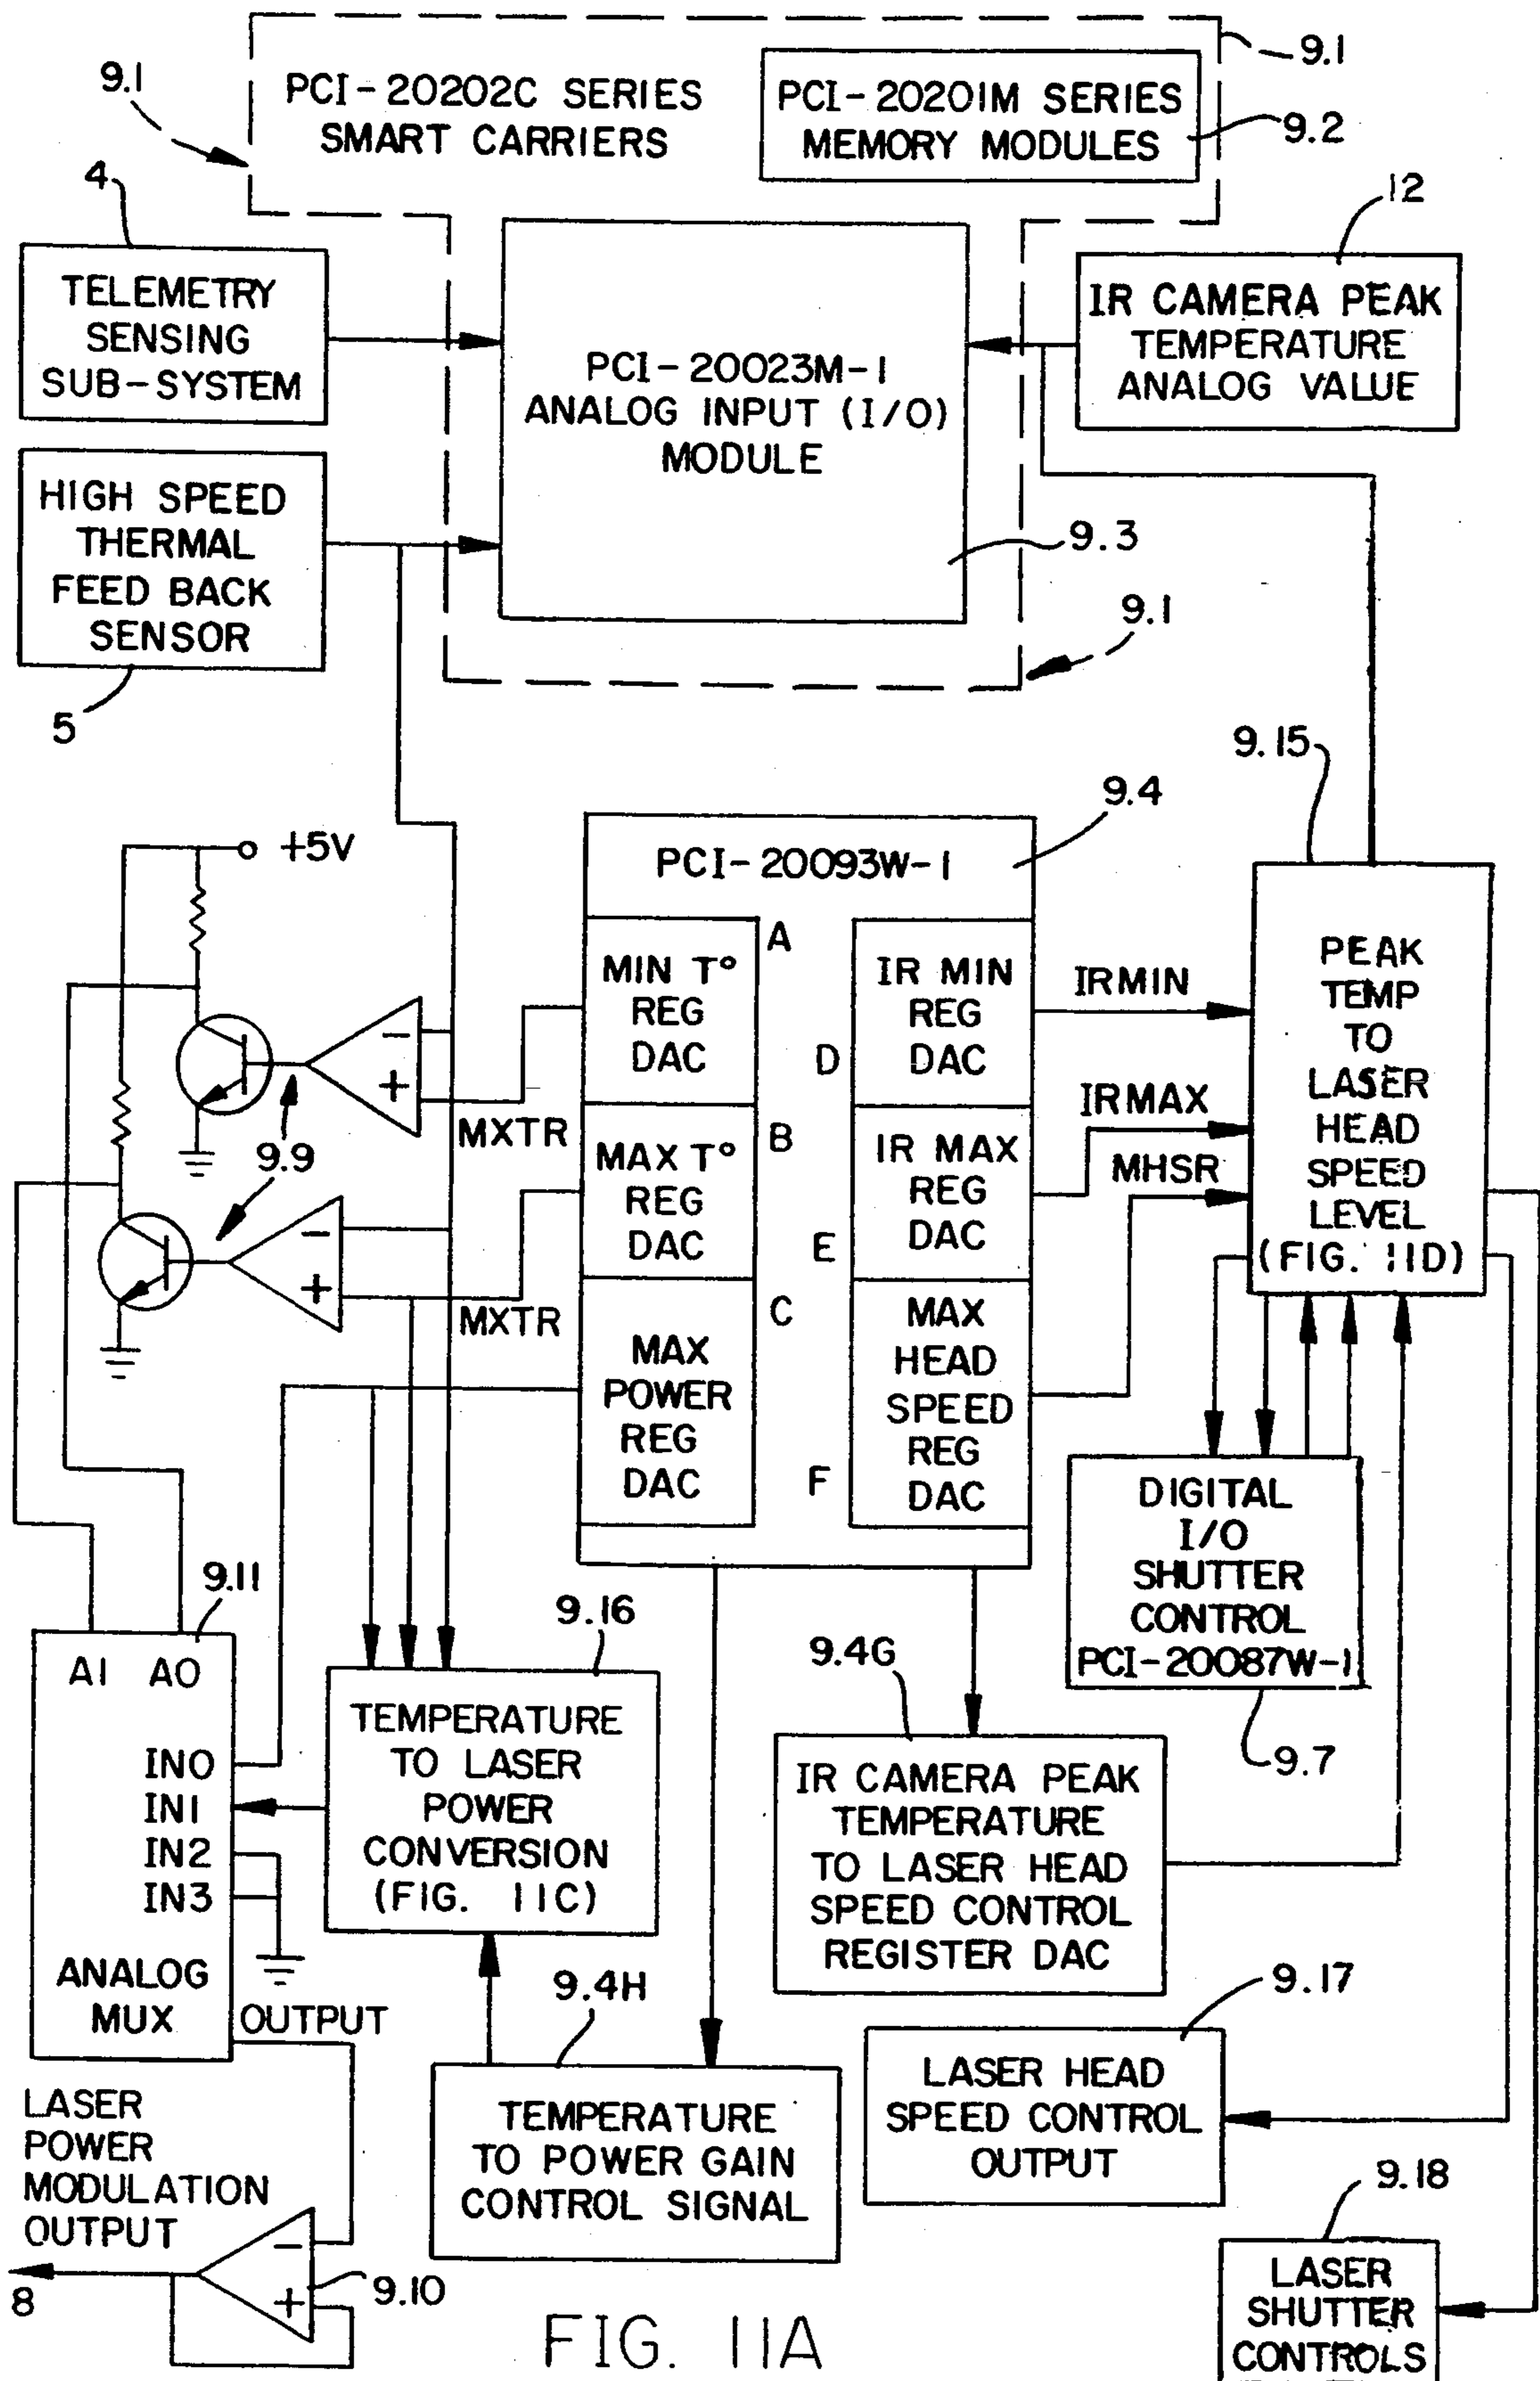 9.1
PCI-20202C SERIES
SMART CARRIERS
PCI-20201M SERIES
MEMORY MODULES
9.1
9.2
4
12
TELEMETRY
SENSING
SUB-SYSTEM
PCI-20023M-1
ANALOG INPUT (I/O)
MODULE
IR CAMERA PEAK
TEMPERATURE
ANALOG VALUE
HIGH SPEED
THERMAL
FEED BACK
SENSOR
9.3
9.1
5
9.15
9.4
+5V
PCI-20093W-1
A
MIN T°
REG
DAC
IR MIN
REG
DAC
D
IRMIN
PEAK
TEMP
TO
LASER
HEAD
SPEED
LEVEL
(FIG. 11D)
−
+
MXTR
9.9
B
MAX T°
REG
DAC
IR MAX
REG
DAC
E
IRMAX
MHSR
−
+
MXTR
C
MAX
POWER
REG
DAC
MAX
HEAD
SPEED
REG
DAC
F
DIGITAL
I/O
SHUTTER
CONTROL
PCI-20087W-1
9.7
9.11
A1 A0
IN0
IN1
IN2
IN3
ANALOG
MUX
OUTPUT
9.16
TEMPERATURE
TO LASER
POWER
CONVERSION
(FIG. 11C)
9.4G
IR CAMERA PEAK
TEMPERATURE
TO LASER HEAD
SPEED CONTROL
REGISTER DAC
9.4H
TEMPERATURE
TO POWER GAIN
CONTROL SIGNAL
9.17
LASER HEAD
SPEED CONTROL
OUTPUT
LASER
POWER
MODULATION
OUTPUT
−
+
9.10
8
9.18
LASER
SHUTTER
CONTROLS
FIG. 11A